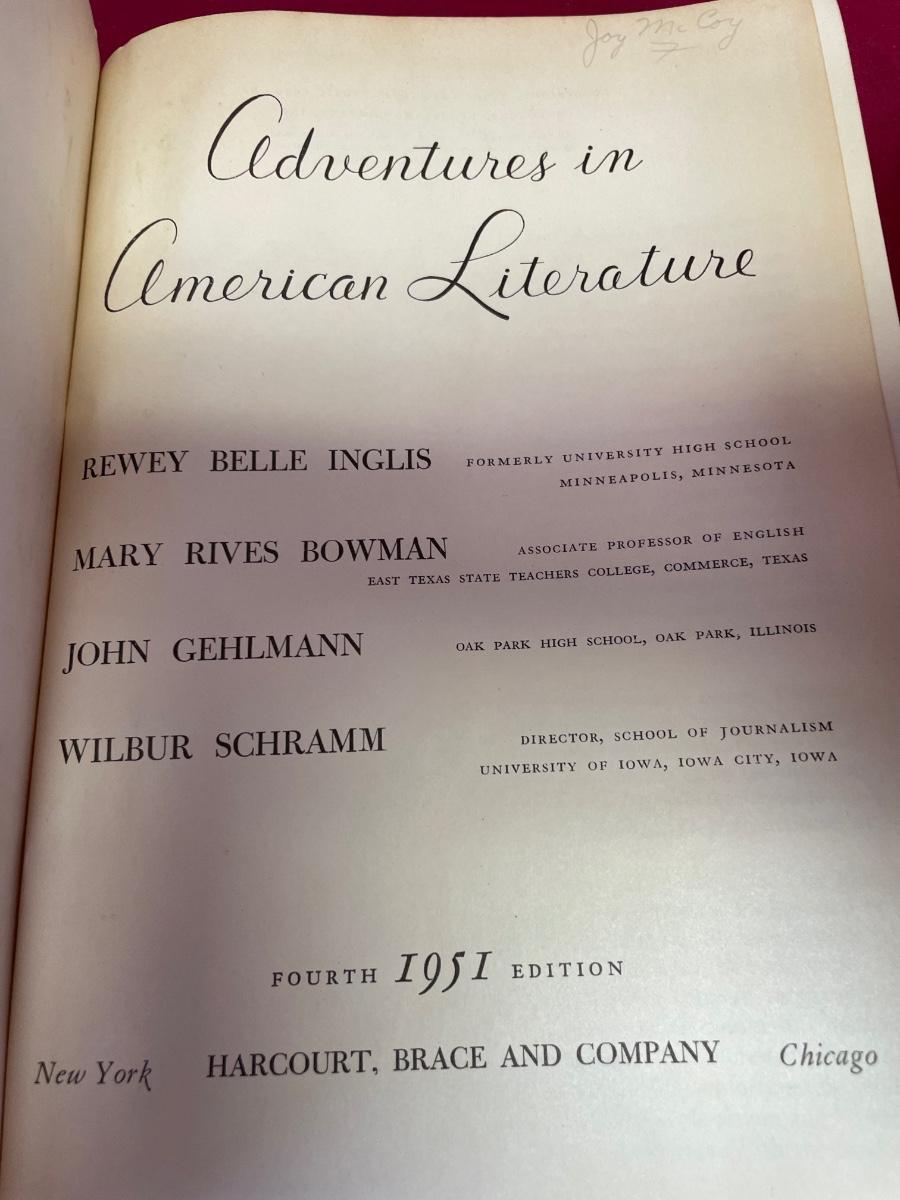 Joy McCoy
7
Adventures in
American Literature
REWEY BELLE INGLIS FORMERLY UNIVERSITY HIGH SCHOOL
MINNEAPOLIS, MINNESOTA
MARY RIVES BOWMAN ASSOCIATE PROFESSOR OF ENGLISH
EAST TEXAS STATE TEACHERS COLLEGE, COMMERCE, TEXAS
JOHN GEHLMANN OAK PARK HIGH SCHOOL, OAK PARK, ILLINOIS
WILBUR SCHRAMM DIRECTOR, SCHOOL OF JOURNALISM
UNIVERSITY OF IOWA, IOWA CITY, IOWA
FOURTH 1951 EDITION
New York HARCOURT, BRACE AND COMPANY Chicago